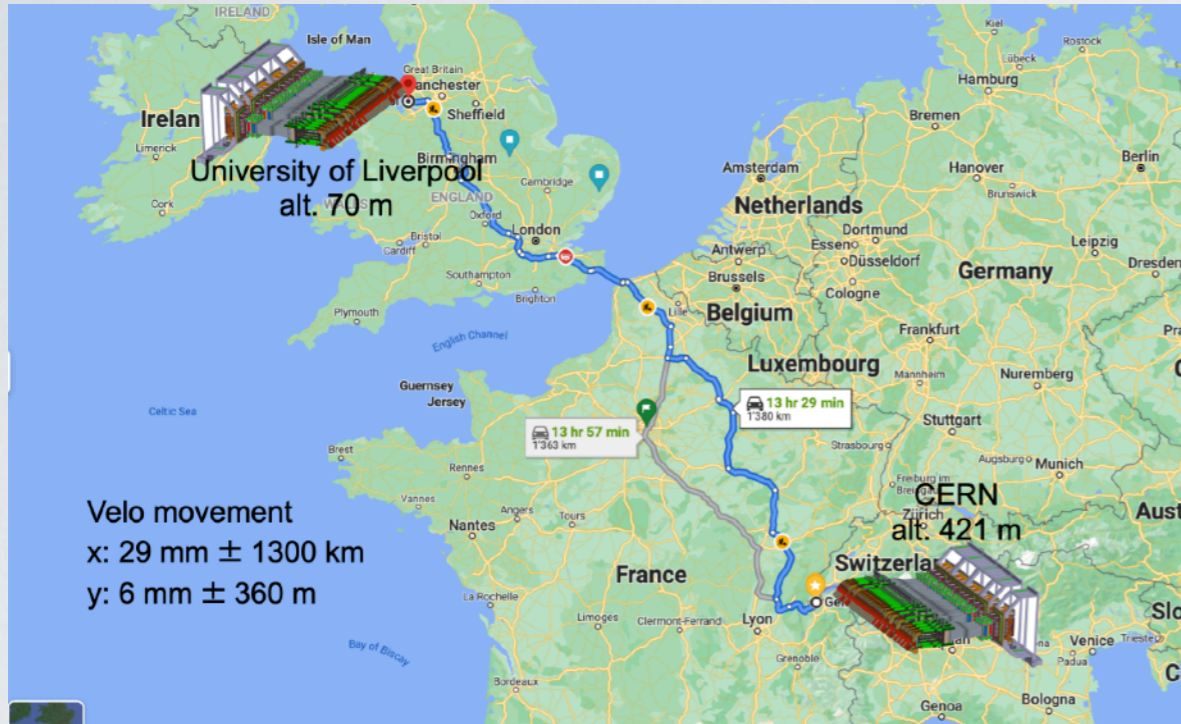 IRELAND
Isle of Man
Great Britain
anchester
Sheffield
Irelan
Limerick
Cork
University of Liverpool
alt. 70 m
Birmingham
ENGLAND
Cambridge
Oxford
London
Bristol
Cardiff
Southampton
Brighton
Plymouth
English Channel
Guernsey
Jersey
Celtic Sea
Kiel
Rostock
Lübeck
Hamburg
Bremen
Berlin
Amsterdam
Hanover
Brunswick
Netherlands
Dortmund
Essen
Düsseldorf
Leipzig
Dresden
Antwerp
Brussels
Cologne
Germany
Lille
Belgium
Frankfurt
Luxembourg
Mannheim
Nuremberg
13 hr 29 min
1'380 km
13 hr 57 min
1'363 km
Stuttgart
Strasbourg
Augsburg
Munich
Freiburg im
CERN
alt. 421 m
Zürich
Aust
Brest
Rennes
Vannes
Angers
Tours
Nantes
Velo movement
x: 29 mm ± 1300 km
y: 6 mm ± 360 m
France
Switzerla
La Rochelle
Limoges
Clermont-Ferrand
Lyon
Ge
Grenoble
Slo
Venice
Trieste
Padua
Bay of Biscay
Bordeaux
Genoa
Bologna